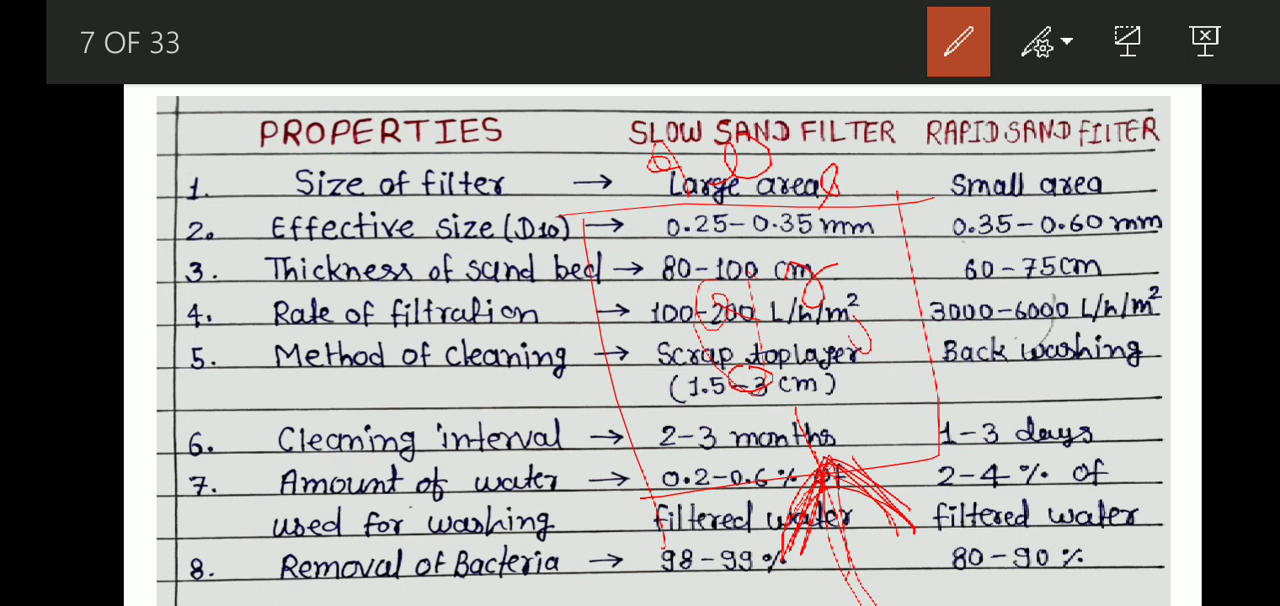 7 OF 33
PROPERTIES SLOW SAND FILTER RAPID SAND FILTER
1. Size of filter → Large area Small area
2. Effective size (D10) → 0.25-0.35 mm 0.35-0.60 mm
3. Thickness of sand bed → 80-100 cm 60-75cm
4. Rate of filtration → 100-200 L/h/m² 3000-6000 L/h/m²
5. Method of cleaning → Scrap toplayer Back washing
(1.5-3 cm)
6. Cleaning interval → 2-3 months 1-3 days
7. Amount of water → 0.2-0.6% of 2-4% of
used for washing filtered water filtered water
8. Removal of Bacteria → 98-99% 80-90%